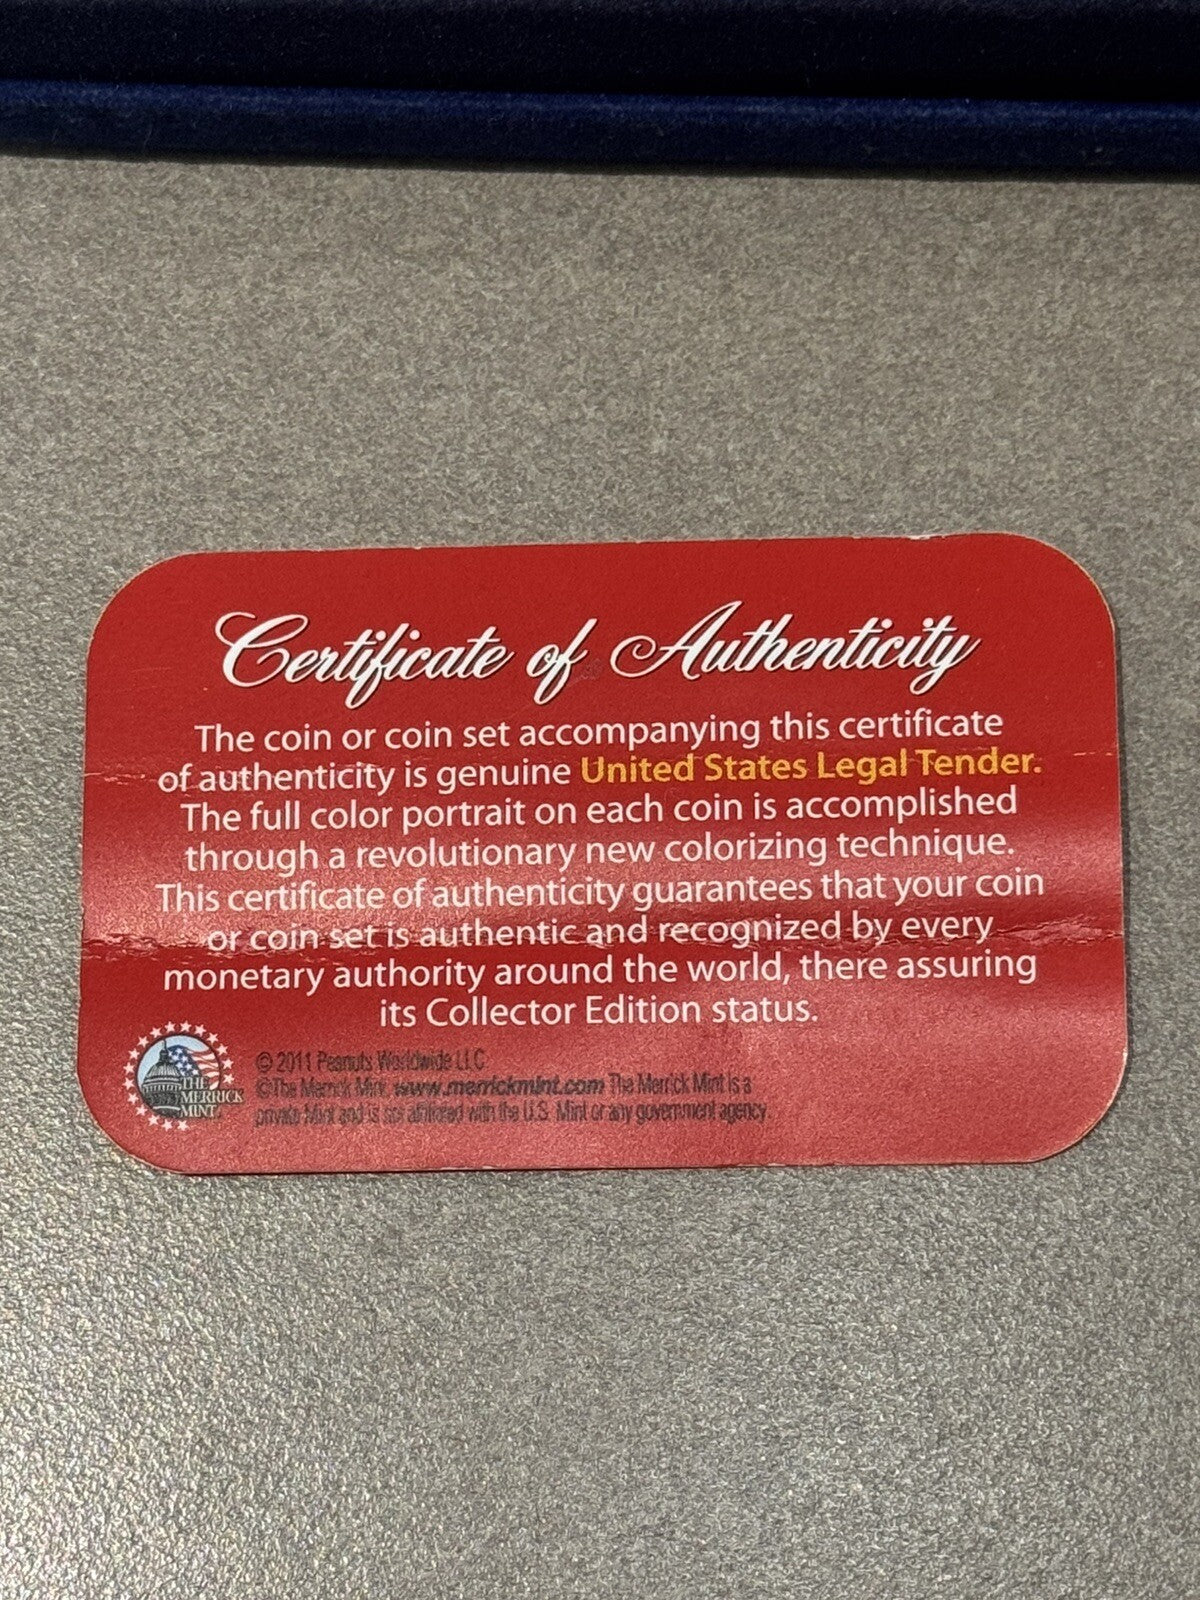 Certificate of Authenticity
The coin or coin set accompanying this certificate
of authenticity is genuine United States Legal Tender.
The full color portrait on each coin is accomplished
through a revolutionary new colorizing technique.
This certificate of authenticity guarantees that your coin
or coin set is authentic and recognized by every
monetary authority around the world, there assuring
its Collector Edition status.
THE
MERRICK
MINT
© 2011 Peanuts Worldwide LLC
©The Merrick Mint, www.merrickmint.com The Merrick Mint is a
private Mint and is not affiliated with the U.S. Mint or any government agency.